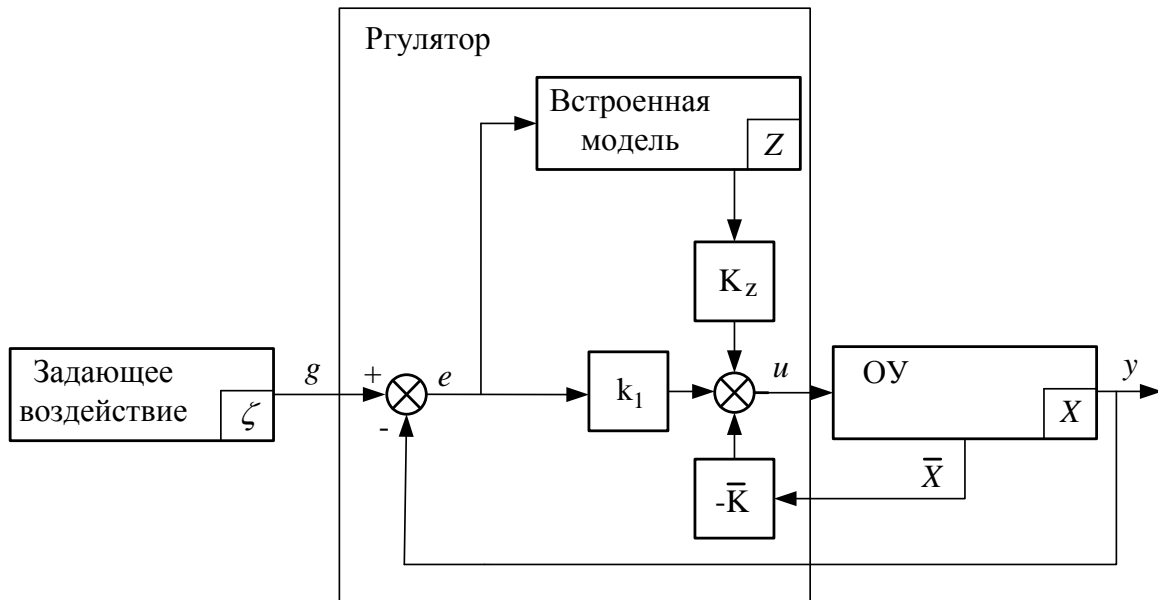 Ргулятор
Встроенная
модель
Z
K_z
Задающее
воздействие
ζ
g
+
-
e
k_1
u
ОУ
X
y
X̅
-K̅